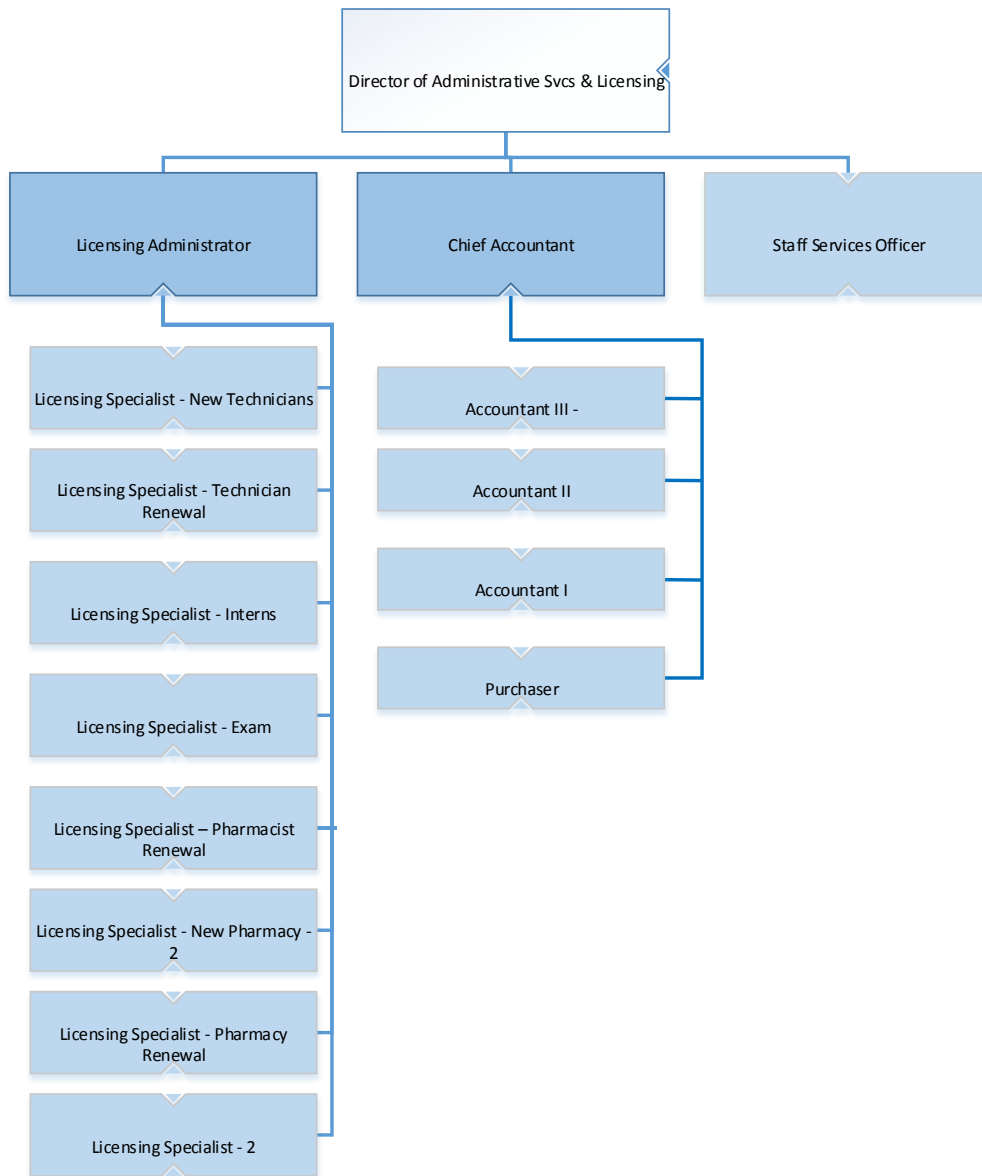 Director of Administrative Svcs & Licensing
Licensing Administrator
Chief Accountant
Staff Services Officer
Licensing Specialist - New Technicians
Licensing Specialist - Technician
Renewal
Licensing Specialist - Interns
Licensing Specialist - Exam
Licensing Specialist – Pharmacist
Renewal
Licensing Specialist - New Pharmacy -
2
Licensing Specialist - Pharmacy
Renewal
Licensing Specialist - 2
Accountant III -
Accountant II
Accountant I
Purchaser